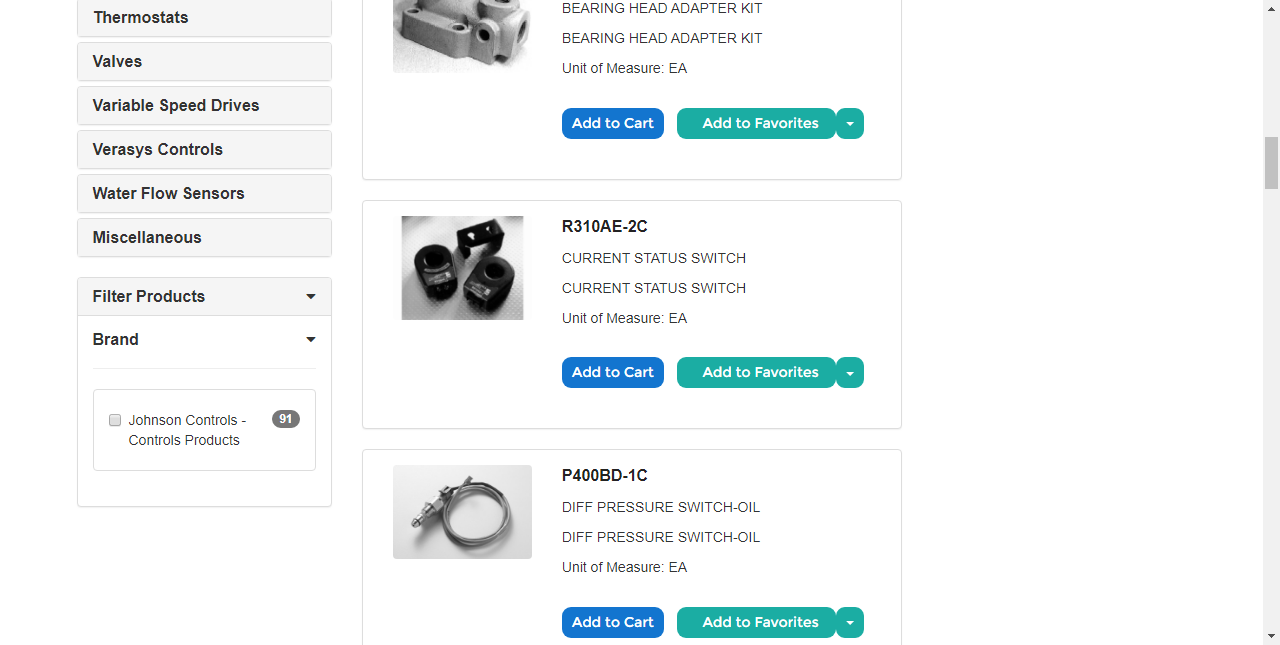 Thermostats
Valves
Variable Speed Drives
Verasys Controls
Water Flow Sensors
Miscellaneous
Filter Products
Brand
Johnson Controls -
Controls Products
91
BEARING HEAD ADAPTER KIT
BEARING HEAD ADAPTER KIT
Unit of Measure: EA
Add to Cart
Add to Favorites
R310AE-2C
CURRENT STATUS SWITCH
CURRENT STATUS SWITCH
Unit of Measure: EA
Add to Cart
Add to Favorites
P400BD-1C
DIFF PRESSURE SWITCH-OIL
DIFF PRESSURE SWITCH-OIL
Unit of Measure: EA
Add to Cart
Add to Favorites